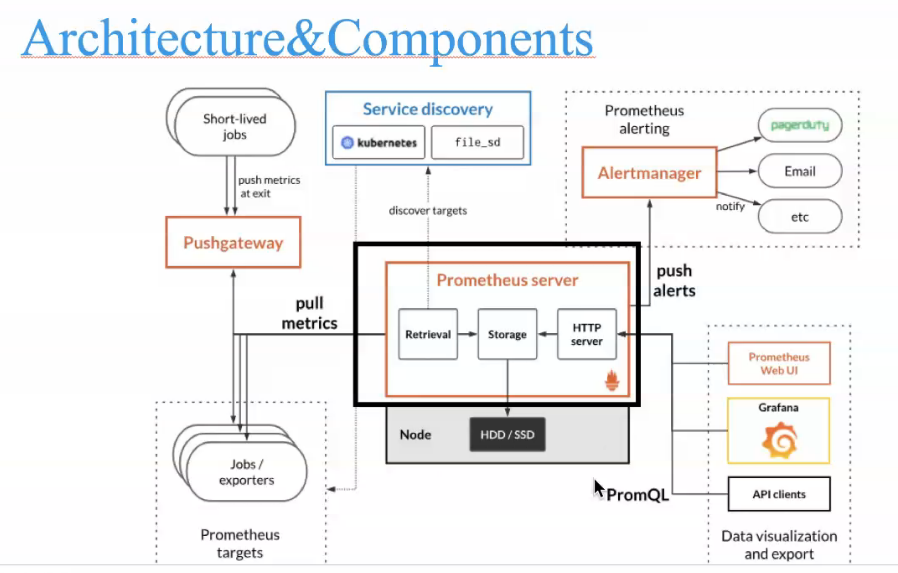 Architecture&Components
Short-lived
jobs
push metrics
at exit
Pushgateway
Service discovery
kubernetes
file_sd
discover targets
Prometheus
alerting
Alertmanager
pagerduty
Email
etc
notify
pull
metrics
Prometheus server
Retrieval
Storage
HTTP
server
push
alerts
Node
HDD / SSD
Jobs /
exporters
Prometheus
targets
PromQL
Prometheus
Web UI
Grafana
API clients
Data visualization
and export